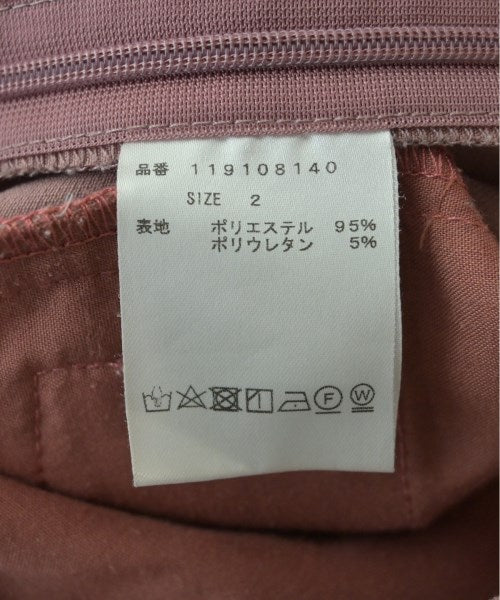 品番 119108140
SIZE 2
表地 ポリエステル 95%
ポリウレタン 5%
F W